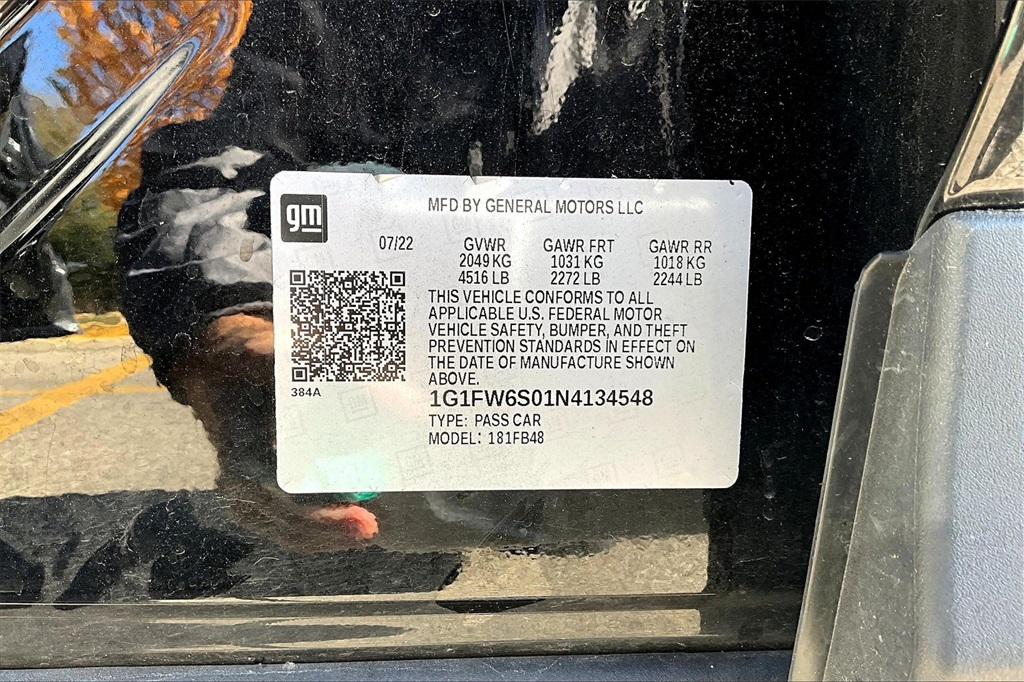 gm
MFD BY GENERAL MOTORS LLC
07/22 GVWR GAWR FRT GAWR RR
2049 KG 1031 KG 1018 KG
4516 LB 2272 LB 2244 LB
THIS VEHICLE CONFORMS TO ALL
APPLICABLE U.S. FEDERAL MOTOR
VEHICLE SAFETY, BUMPER, AND THEFT
PREVENTION STANDARDS IN EFFECT ON
THE DATE OF MANUFACTURE SHOWN
ABOVE.
384A
1G1FW6S01N4134548
TYPE: PASS CAR
MODEL: 181FB48